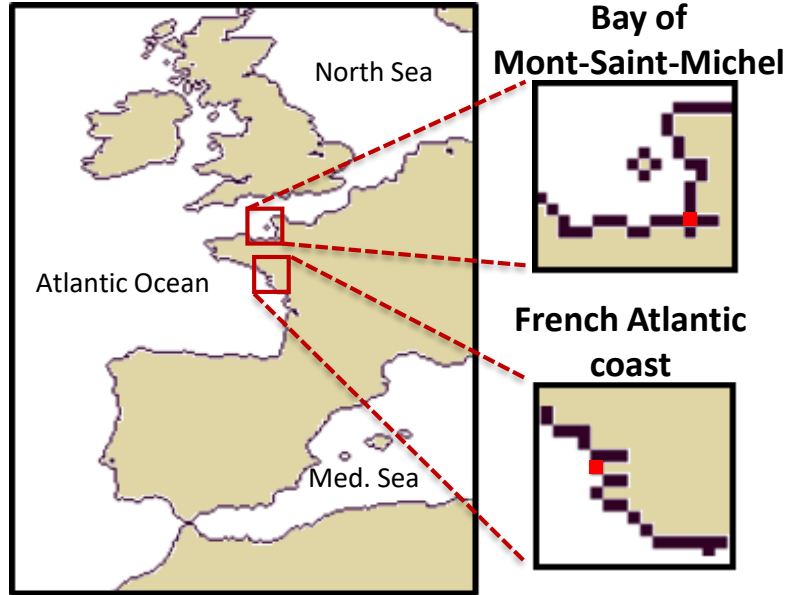 Bay of
Mont-Saint-Michel
North Sea
Atlantic Ocean
French Atlantic
coast
Med. Sea